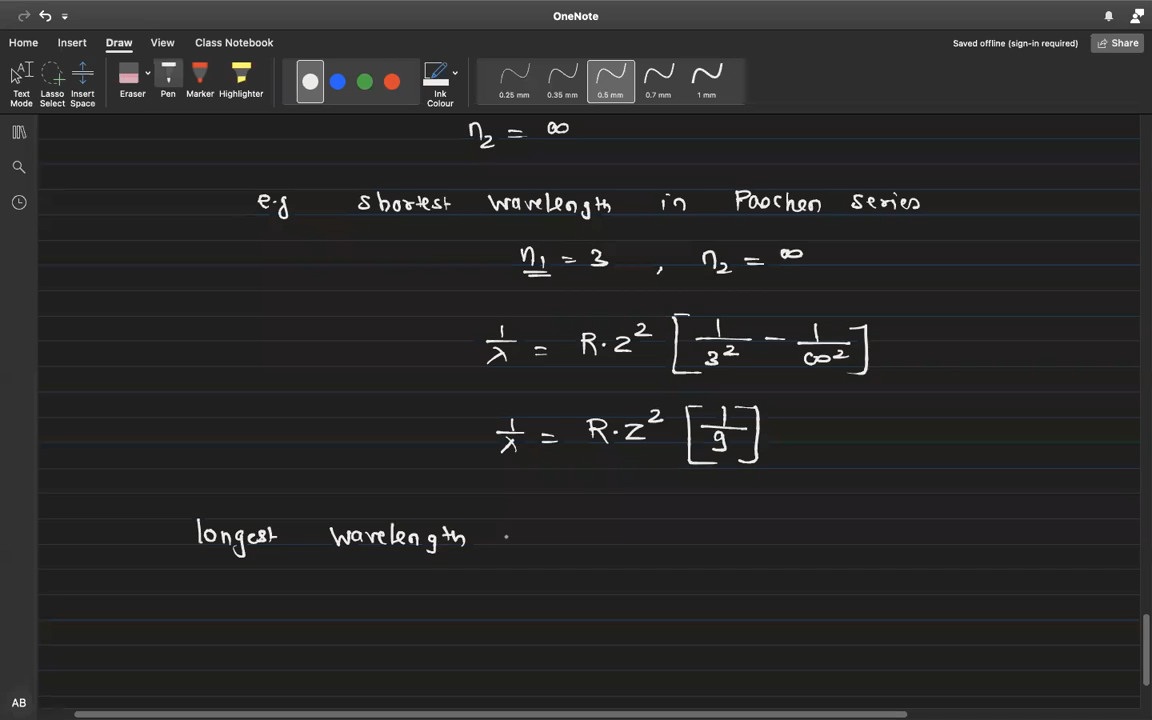 OneNote
Home Insert Draw View Class Notebook
Saved offline (sign-in required) Share
Text Mode Lasso Select Insert Space Eraser Pen Marker Highlighter Ink Colour 0.25 mm 0.35 mm 0.5 mm 0.7 mm 1 mm
n₂ = ∞
e.g shortest wavelength in Paschen series
n₁ = 3 , n₂ = ∞
1/λ = R·Z² [1/3² − 1/∞²]
1/λ = R·Z² [1/9]
longest wavelength
AB